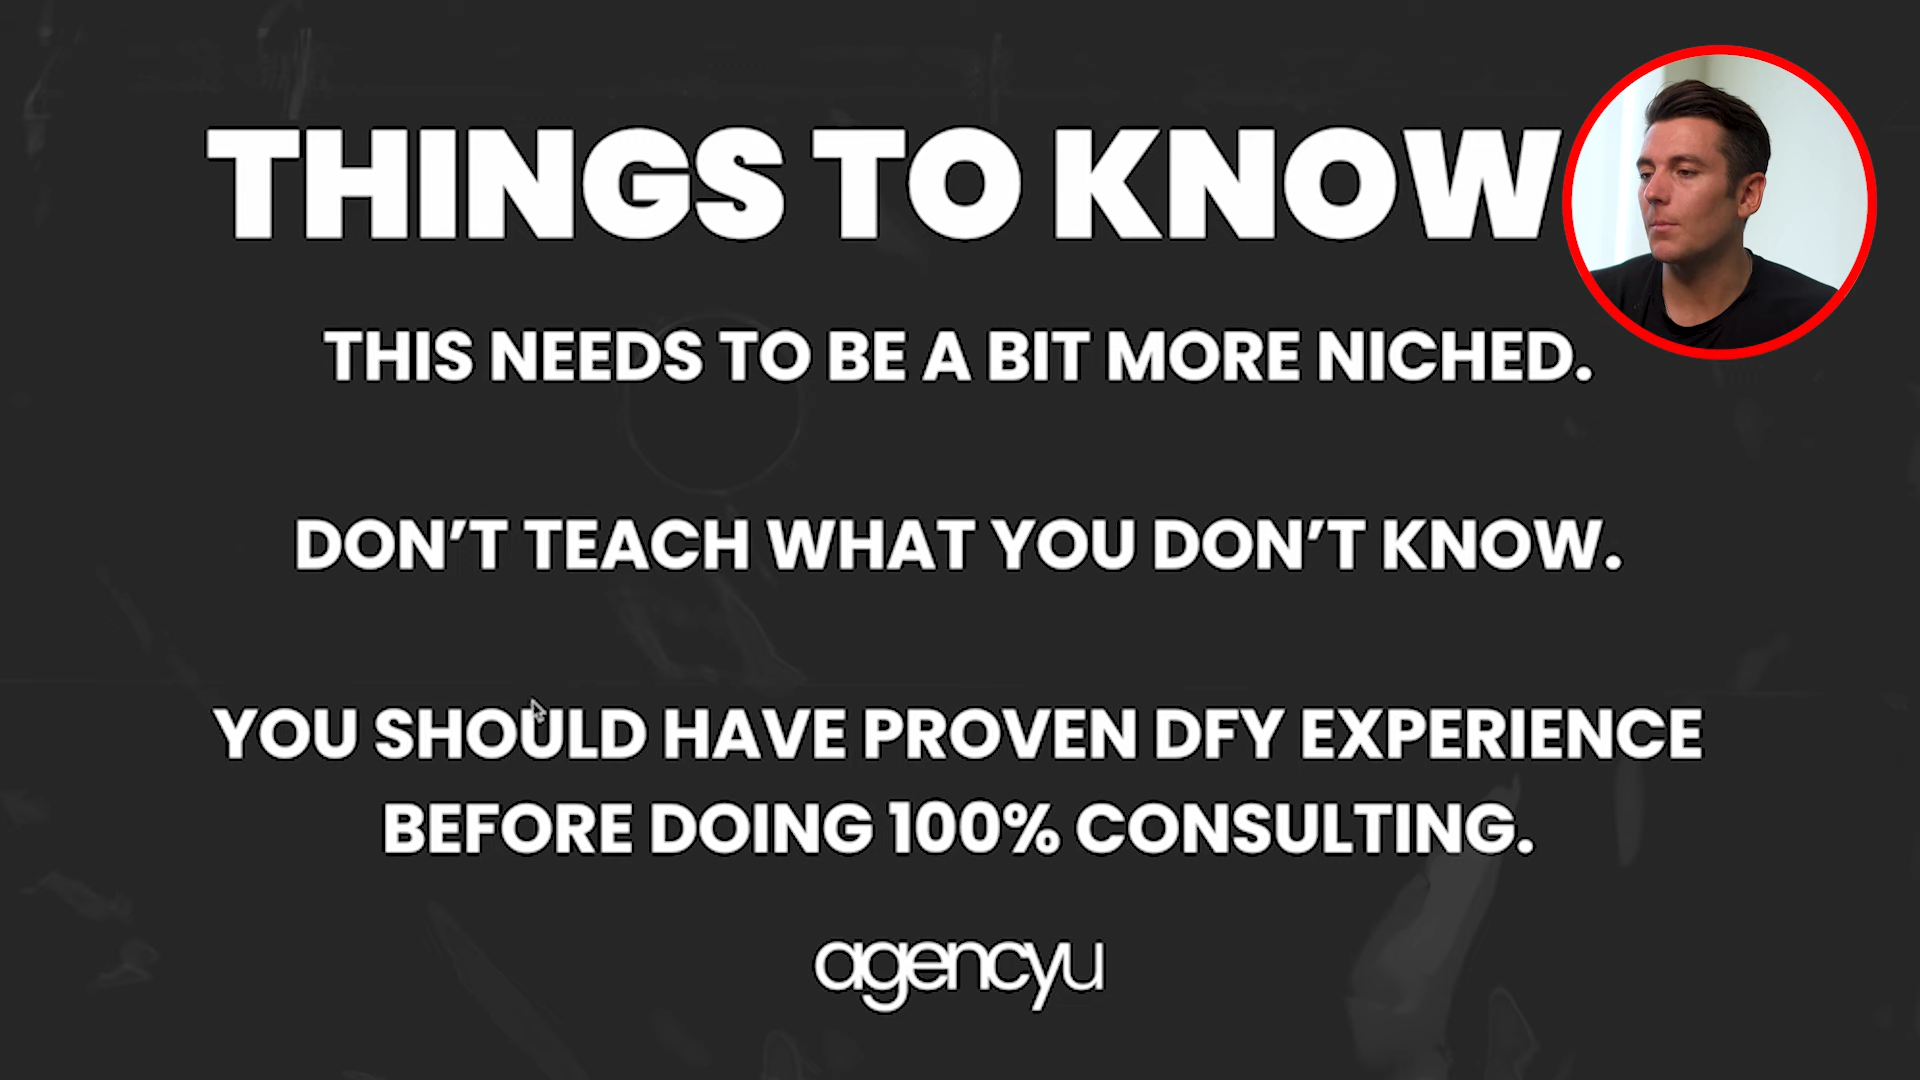 THINGS TO KNOW
THIS NEEDS TO BE A BIT MORE NICHED.
DON’T TEACH WHAT YOU DON’T KNOW.
YOU SHOULD HAVE PROVEN DFY EXPERIENCE
BEFORE DOING 100% CONSULTING.
agencyu